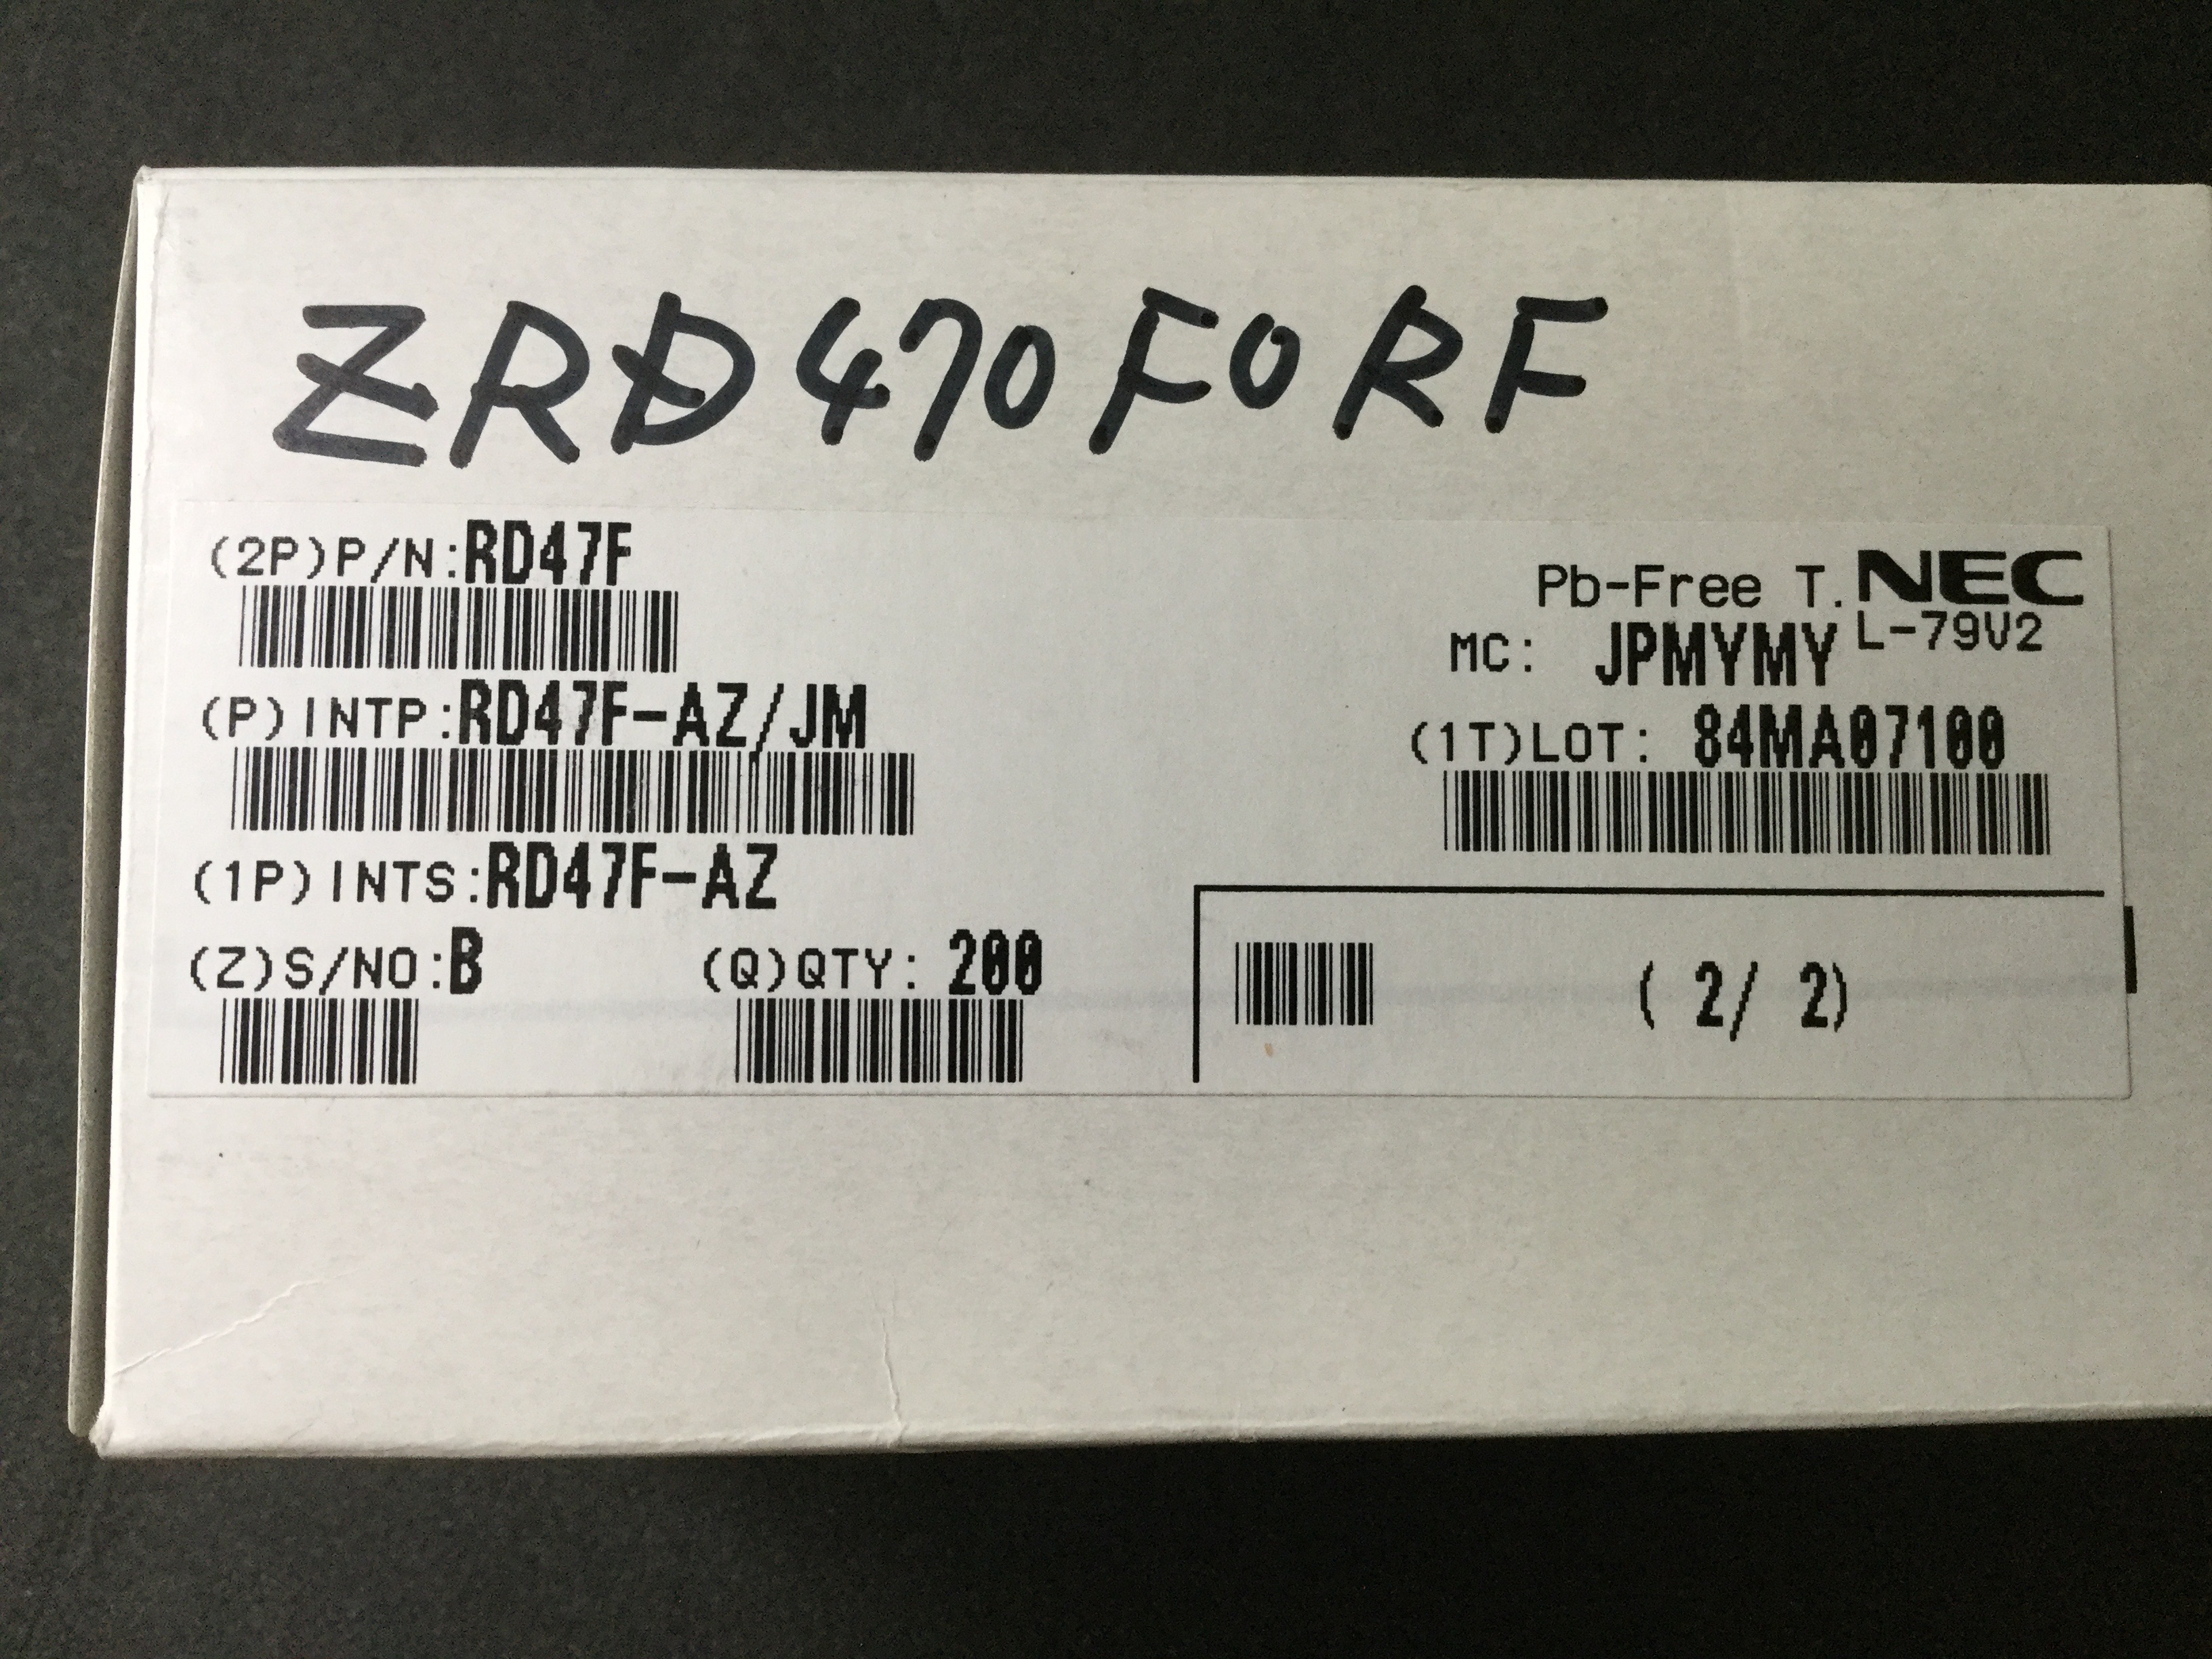 ZRD470F0RF
(2P)P/N:RD47F
Pb-Free T. NEC
L-79V2
MC: JPMYMY
(P)INTP:RD47F-AZ/JM
(1T)LOT: 84MA07100
(1P)INTS:RD47F-AZ
(Z)S/NO:B (Q)QTY: 200
( 2/ 2)